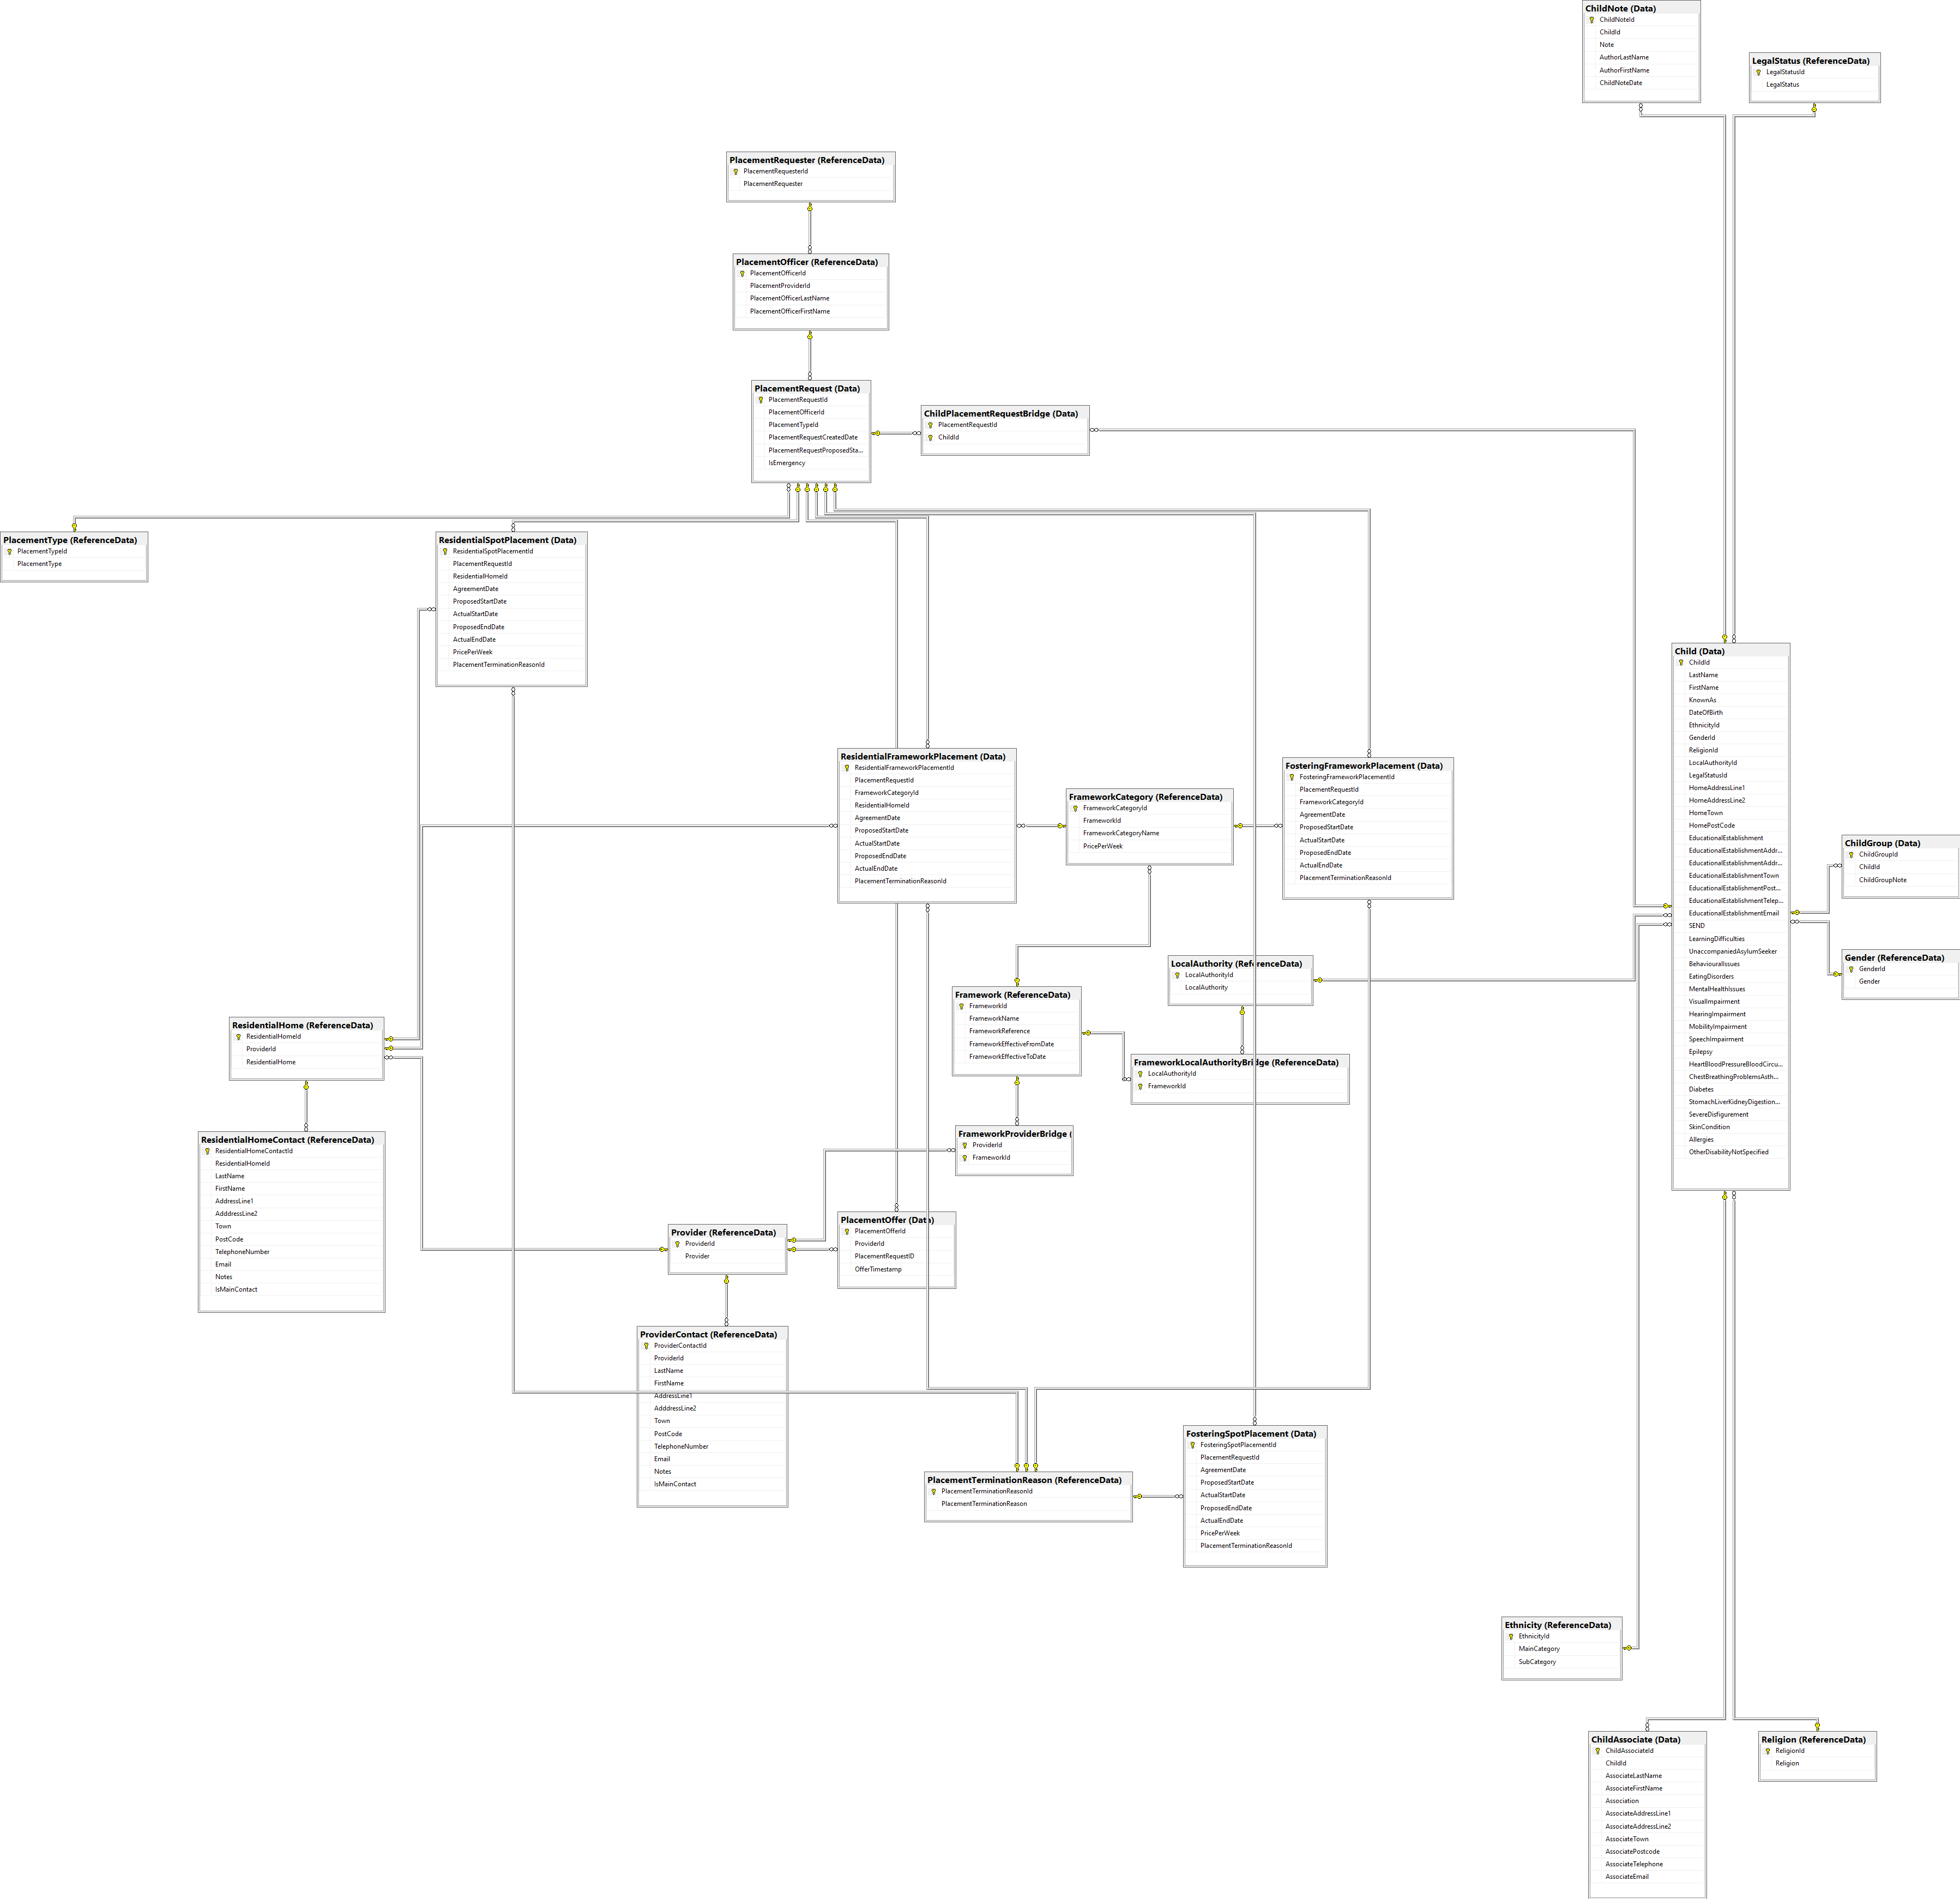 ChildNote (Data)
ChildNoteId
ChildId
Note
AuthorLastName
AuthorFirstName
ChildNoteDate
LegalStatus (ReferenceData)
LegalStatusId
LegalStatus
PlacementRequester (ReferenceData)
PlacementRequesterId
PlacementRequester
PlacementOfficer (ReferenceData)
PlacementOfficerId
PlacementProviderId
PlacementOfficerLastName
PlacementOfficerFirstName
PlacementRequest (Data)
PlacementRequestId
PlacementOfficerId
PlacementTypeId
PlacementRequestCreatedDate
PlacementRequestProposedSta...
IsEmergency
ChildPlacementRequestBridge (Data)
PlacementRequestId
ChildId
PlacementType (ReferenceData)
PlacementTypeId
PlacementType
ResidentialSpotPlacement (Data)
ResidentialSpotPlacementId
PlacementRequestId
ResidentialHomeId
AgreementDate
ProposedStartDate
ActualStartDate
ProposedEndDate
ActualEndDate
PricePerWeek
PlacementTerminationReasonId
Child (Data)
ChildId
LastName
FirstName
KnownAs
DateOfBirth
EthnicityId
GenderId
ReligionId
LocalAuthorityId
LegalStatusId
HomeAddressLine1
HomeAddressLine2
HomeTown
HomePostCode
EducationalEstablishment
EducationalEstablishmentAddr...
EducationalEstablishmentAddr...
EducationalEstablishmentTown
EducationalEstablishmentPost...
EducationalEstablishmentTelep...
EducationalEstablishmentEmail
SEND
LearningDifficulties
UnaccompaniedAsylumSeeker
BehaviouralIssues
EatingDisorders
MentalHealthIssues
VisualImpairment
HearingImpairment
MobilityImpairment
SpeechImpairment
Epilepsy
HeartBloodPressureBloodCircu...
ChestBreathingProblemsAsth...
Diabetes
StomachLiverKidneyDigestion...
SevereDisfigurement
SkinCondition
Allergies
OtherDisabilityNotSpecified
ResidentialFrameworkPlacement (Data)
ResidentialFrameworkPlacementId
PlacementRequestId
FrameworkCategoryId
ResidentialHomeId
AgreementDate
ProposedStartDate
ActualStartDate
ProposedEndDate
ActualEndDate
PlacementTerminationReasonId
FrameworkCategory (ReferenceData)
FrameworkCategoryId
FrameworkId
FrameworkCategoryName
PricePerWeek
FosteringFrameworkPlacement (Data)
FosteringFrameworkPlacementId
PlacementRequestId
FrameworkCategoryId
AgreementDate
ProposedStartDate
ActualStartDate
ProposedEndDate
ActualEndDate
PlacementTerminationReasonId
ChildGroup (Data)
ChildGroupId
ChildId
ChildGroupNote
Gender (ReferenceData)
GenderId
Gender
LocalAuthority (ReferenceData)
LocalAuthorityId
LocalAuthority
Framework (ReferenceData)
FrameworkId
FrameworkName
FrameworkReference
FrameworkEffectiveFromDate
FrameworkEffectiveToDate
FrameworkLocalAuthorityBridge (ReferenceData)
LocalAuthorityId
FrameworkId
ResidentialHome (ReferenceData)
ResidentialHomeId
ProviderId
ResidentialHome
ResidentialHomeContact (ReferenceData)
ResidentialHomeContactId
ResidentialHomeId
LastName
FirstName
AddressLine1
AdddressLine2
Town
PostCode
TelephoneNumber
Email
Notes
IsMainContact
FrameworkProviderBridge (
ProviderId
FrameworkId
Provider (ReferenceData)
ProviderId
Provider
PlacementOffer (Data)
PlacementOfferId
ProviderId
PlacementRequestID
OfferTimestamp
ProviderContact (ReferenceData)
ProviderContactId
ProviderId
LastName
FirstName
AddressLine1
AdddressLine2
Town
PostCode
TelephoneNumber
Email
Notes
IsMainContact
PlacementTerminationReason (ReferenceData)
PlacementTerminationReasonId
PlacementTerminationReason
FosteringSpotPlacement (Data)
FosteringSpotPlacementId
PlacementRequestId
AgreementDate
ProposedStartDate
ActualStartDate
ProposedEndDate
ActualEndDate
PricePerWeek
PlacementTerminationReasonId
Ethnicity (ReferenceData)
EthnicityId
MainCategory
SubCategory
ChildAssociate (Data)
ChildAssociateId
ChildId
AssociateLastName
AssociateFirstName
Association
AssociateAddressLine1
AssociateAddressLine2
AssociateTown
AssociatePostcode
AssociateTelephone
AssociateEmail
Religion (ReferenceData)
ReligionId
Religion